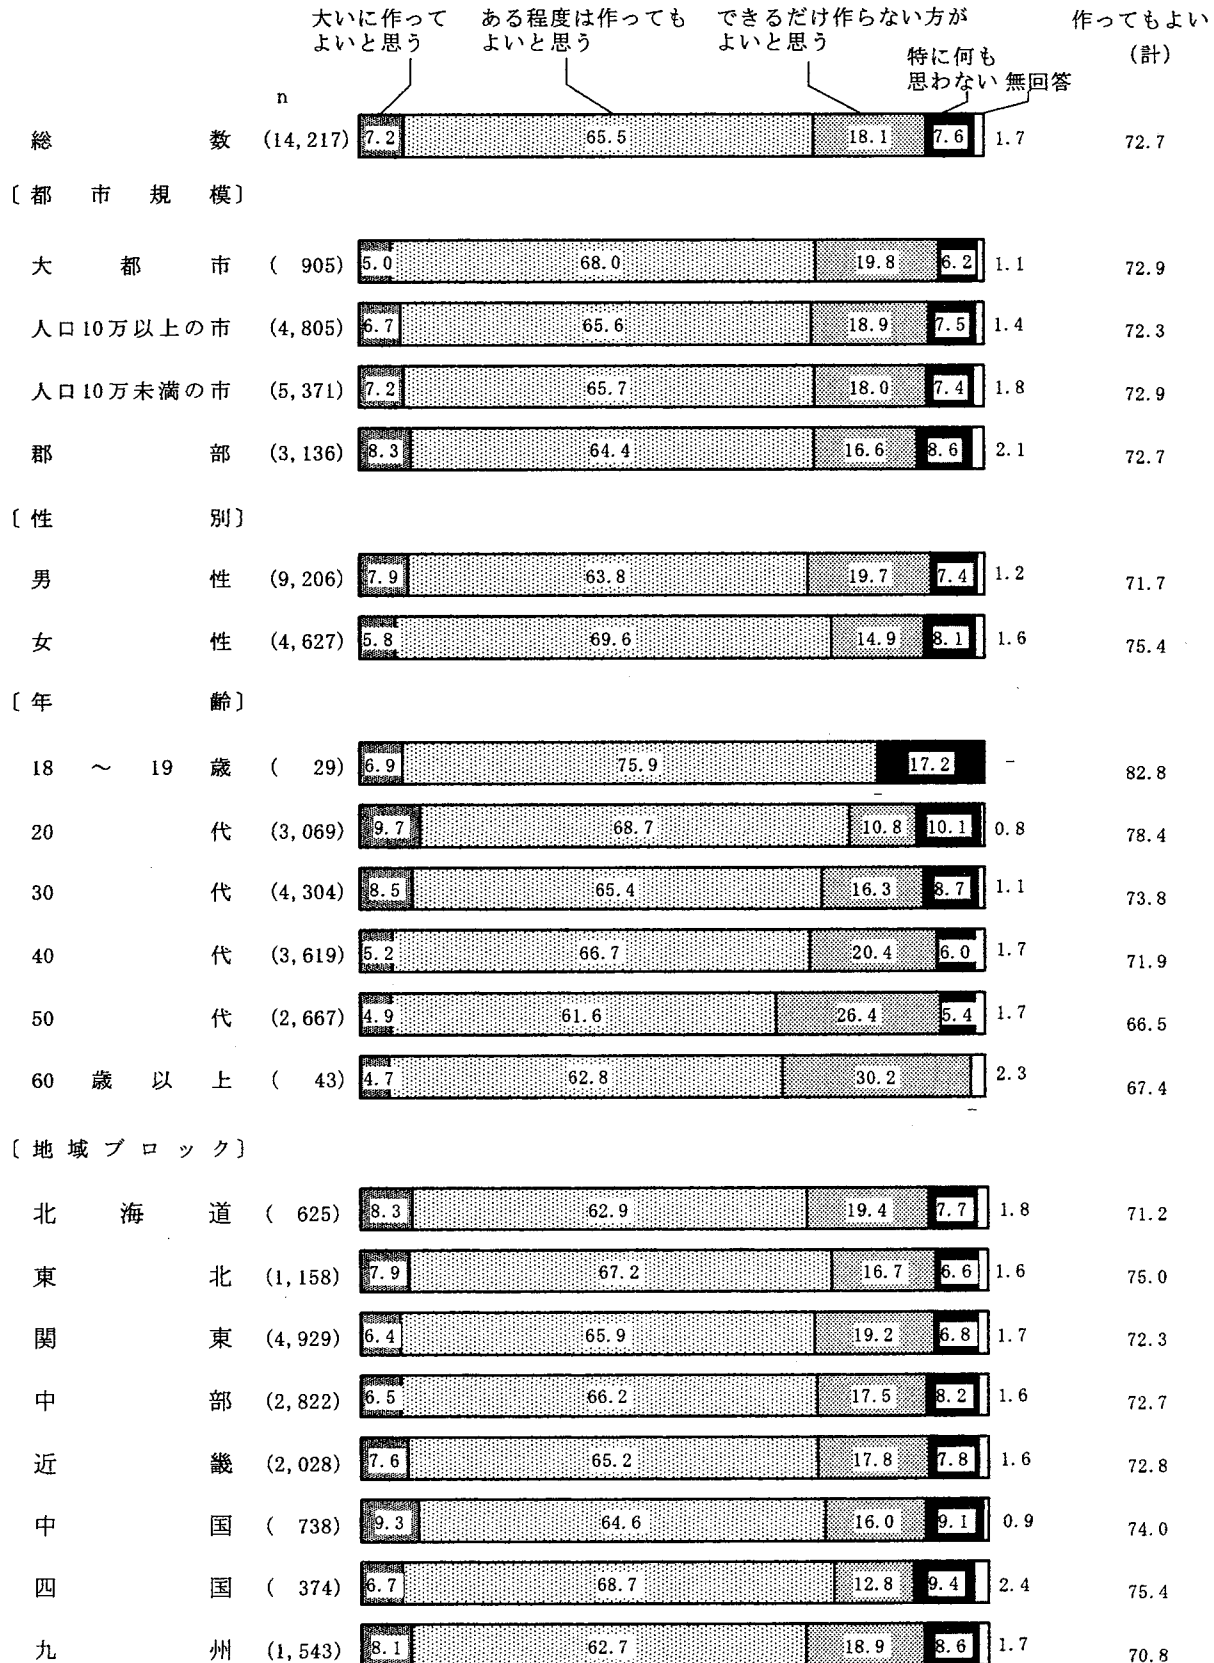 大いに作って ある程度は作っても できるだけ作らない方が 作ってもよい
よいと思う よいと思う よいと思う (計)
特に何も
思わない 無回答
n
総数 (14,217) 7.2 65.5 18.1 7.6 1.7 72.7
〔都市規模〕
大都市 ( 905) 5.0 68.0 19.8 6.2 1.1 72.9
人口10万以上の市 (4,805) 6.7 65.6 18.9 7.5 1.4 72.3
人口10万未満の市 (5,371) 7.2 65.7 18.0 7.4 1.8 72.9
郡部 (3,136) 8.3 64.4 16.6 8.6 2.1 72.7
〔性別〕
男性 (9,206) 7.9 63.8 19.7 7.4 1.2 71.7
女性 (4,627) 5.8 69.6 14.9 8.1 1.6 75.4
〔年齢〕
18～19歳 ( 29) 6.9 75.9 - 17.2 - 82.8
20代 (3,069) 9.7 68.7 10.8 10.1 0.8 78.4
30代 (4,304) 8.5 65.4 16.3 8.7 1.1 73.8
40代 (3,619) 5.2 66.7 20.4 6.0 1.7 71.9
50代 (2,667) 4.9 61.6 26.4 5.4 1.7 66.5
60歳以上 ( 43) 4.7 62.8 30.2 - 2.3 67.4
〔地域ブロック〕
北海道 ( 625) 8.3 62.9 19.4 7.7 1.8 71.2
東北 (1,158) 7.9 67.2 16.7 6.6 1.6 75.0
関東 (4,929) 6.4 65.9 19.2 6.8 1.7 72.3
中部 (2,822) 6.5 66.2 17.5 8.2 1.6 72.7
近畿 (2,028) 7.6 65.2 17.8 7.8 1.6 72.8
中国 ( 738) 9.3 64.6 16.0 9.1 0.9 74.0
四国 ( 374) 6.7 68.7 12.8 9.4 2.4 75.4
九州 (1,543) 8.1 62.7 18.9 8.6 1.7 70.8